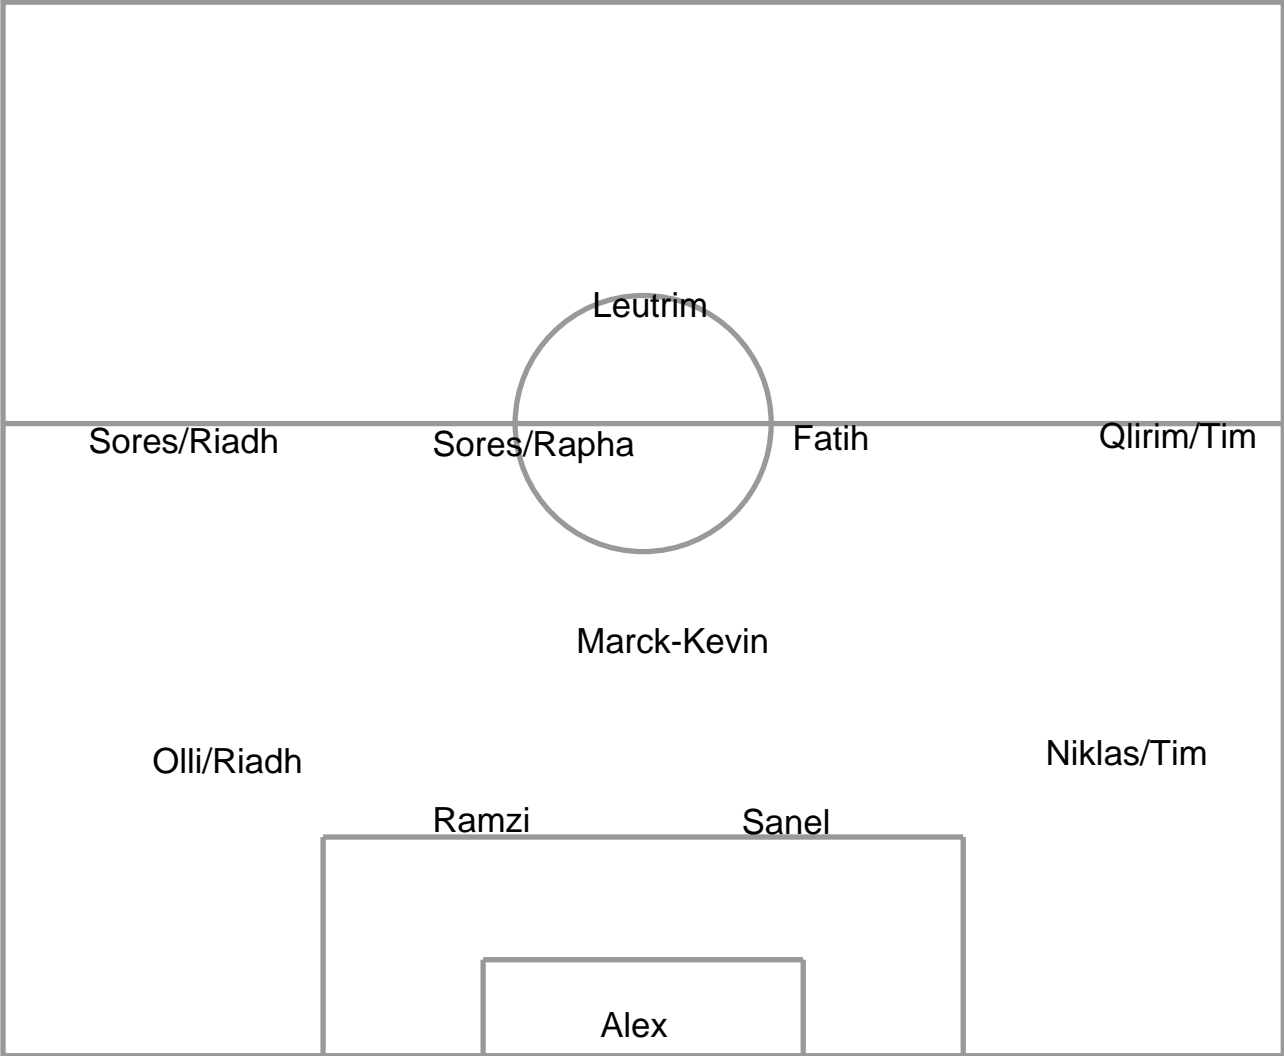 Leutrim
Sores/Riadh
Sores/Rapha
Fatih
Qlirim/Tim
Marck-Kevin
Olli/Riadh
Niklas/Tim
Ramzi
Sanel
Alex